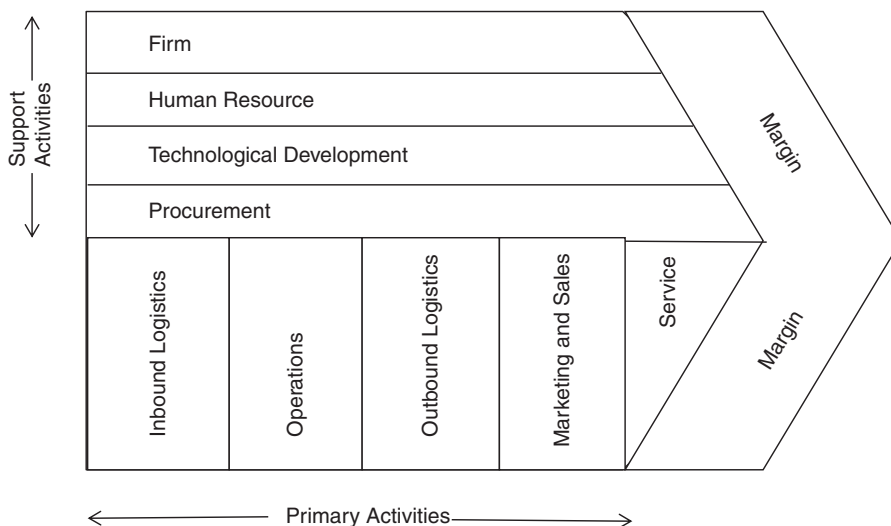 Support
Activities
Firm
Human Resource
Technological Development
Procurement
Inbound Logistics
Operations
Outbound Logistics
Marketing and Sales
Service
Margin
Margin
Primary Activities